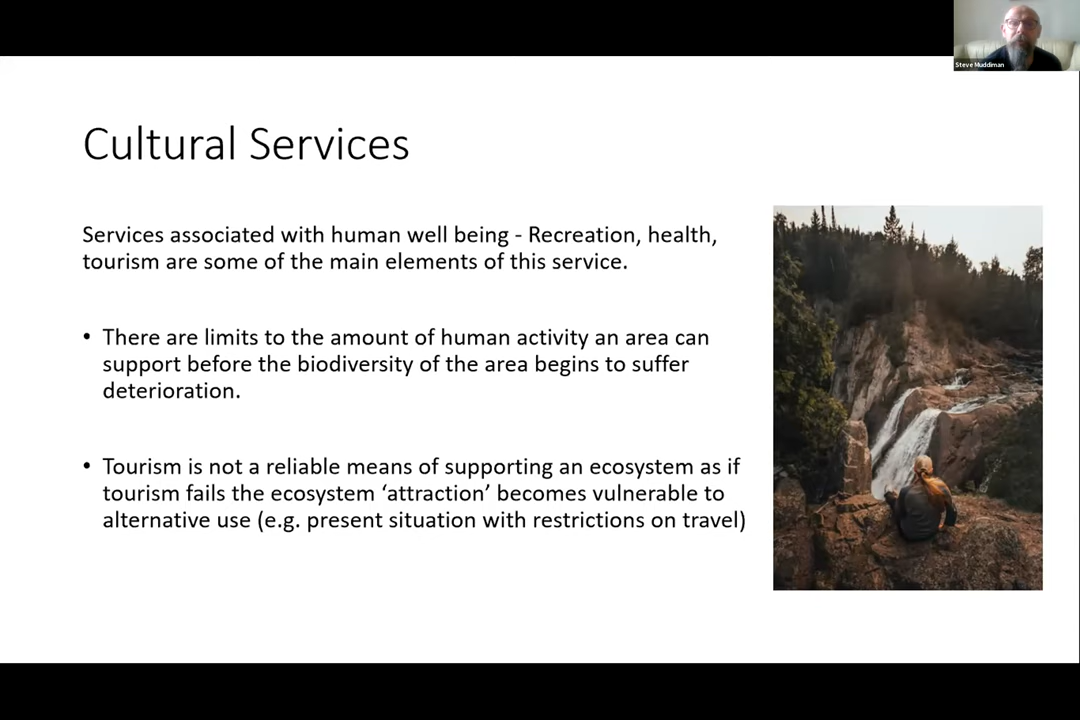 Steve Muddiman
Cultural Services
Services associated with human well being - Recreation, health,
tourism are some of the main elements of this service.
• There are limits to the amount of human activity an area can
support before the biodiversity of the area begins to suffer
deterioration.
• Tourism is not a reliable means of supporting an ecosystem as if
tourism fails the ecosystem ‘attraction’ becomes vulnerable to
alternative use (e.g. present situation with restrictions on travel)